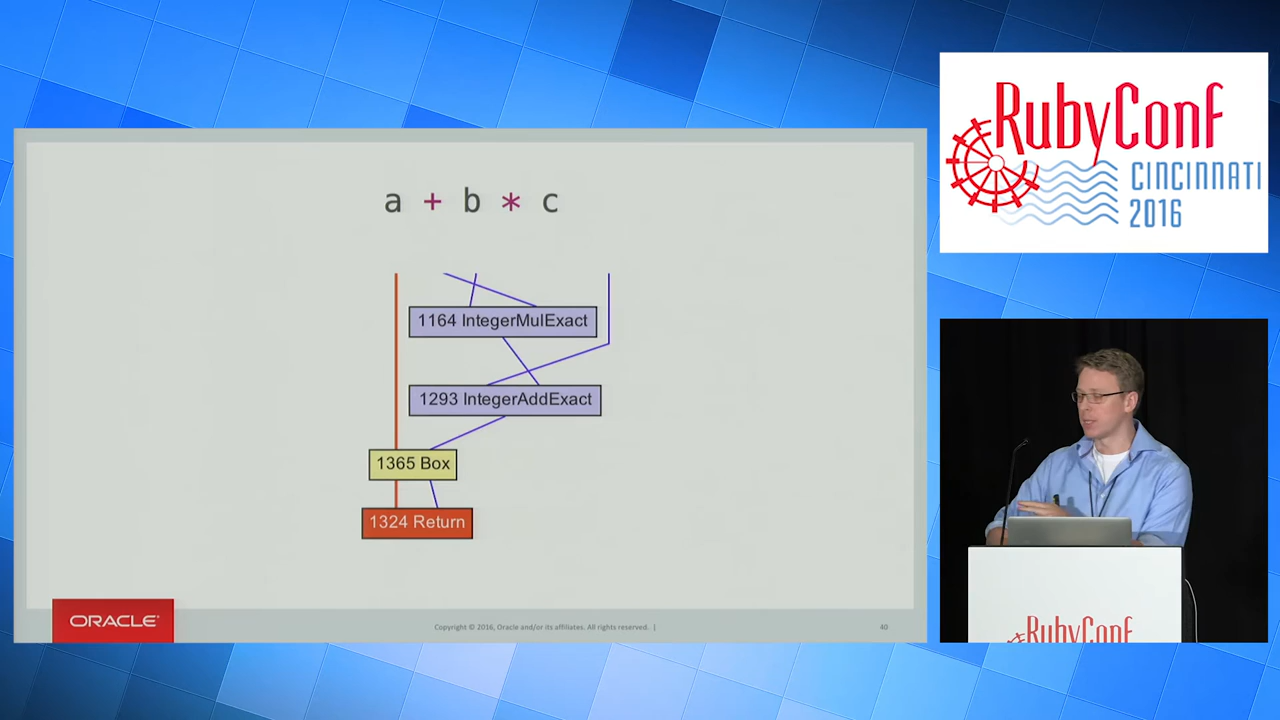 a + b * c
1164 IntegerMulExact
1293 IntegerAddExact
1365 Box
1324 Return
ORACLE®
Copyright © 2016, Oracle and/or its affiliates. All rights reserved. |
40
RubyConf
CINCINNATI
2016
RubyConf